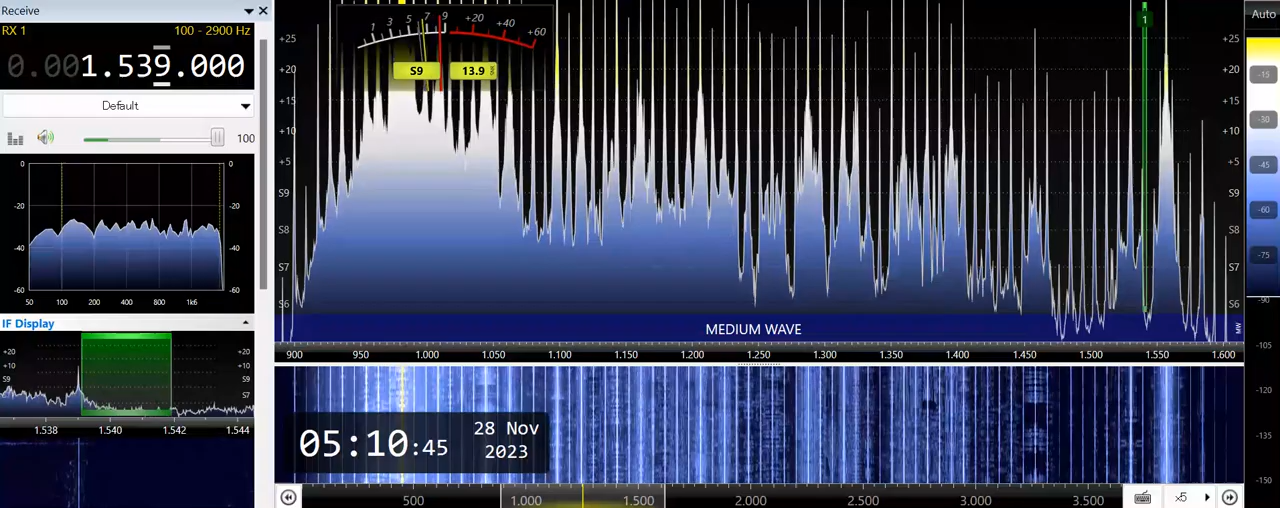 Receive
RX 1 100 - 2900 Hz
0.001.539.000
Default
100
0 0
-20 -20
-40 -40
-60 -60
50 100 200 400 800 1k6
IF Display
+20 +20
+10 +10
S9 S9
S7 S7
1.538 1.540 1.542 1.544
1 3 5 7 9 +20 +40 +60
S9 13.9
1
+25 +25
+20 +20
+15 +15
+10 +10
+5 +5
S9 S9
S8 S8
S7 S7
S6 S6
MEDIUM WAVE
MW
900 950 1.000 1.050 1.100 1.150 1.200 1.250 1.300 1.350 1.400 1.450 1.500 1.550 1.600
05:10:45
28 Nov
2023
500 1.000 1.500 2.000 2.500 3.000 3.500
x5
Auto
-15
-30
-45
-60
-75
-90
-105
-120
-135
-150